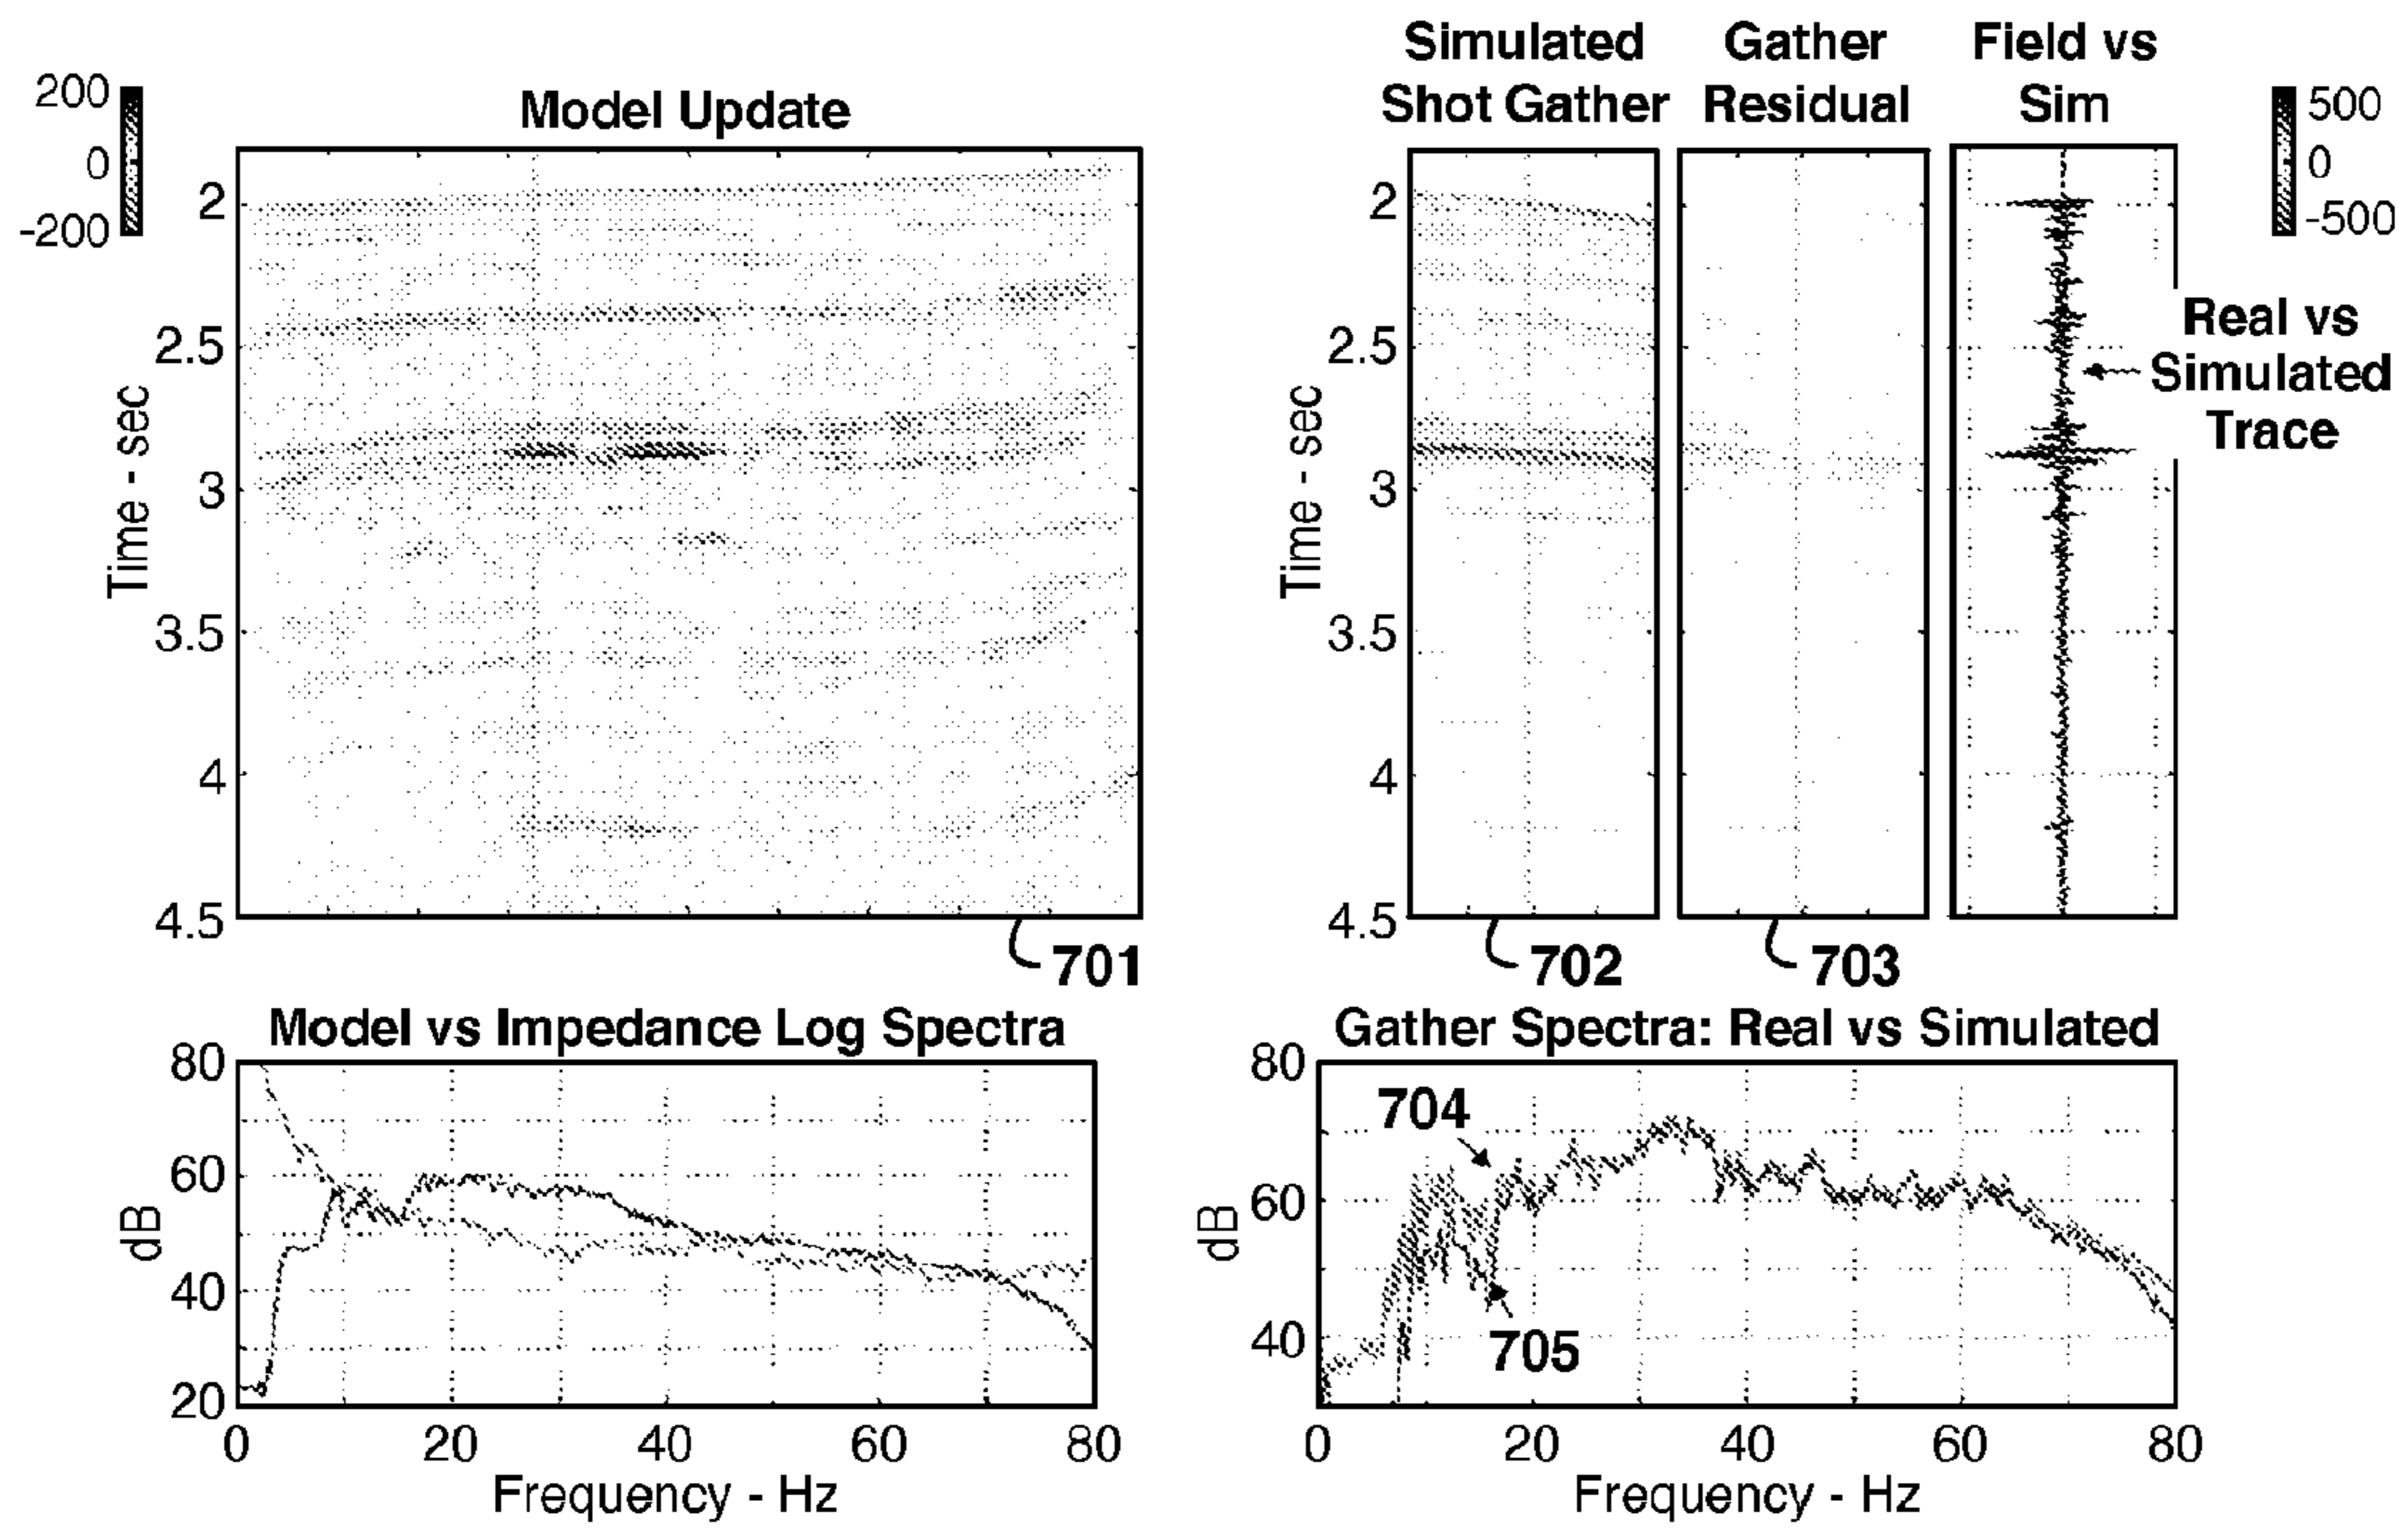 Model Update
200
0
-200
2
2.5
3
3.5
4
4.5
Time - sec
701
Simulated
Shot Gather
Gather
Residual
Field vs
Sim
500
0
-500
2
2.5
3
3.5
4
4.5
Time - sec
Real vs
Simulated
Trace
702
703
Model vs Impedance Log Spectra
80
60
40
20
dB
0 20 40 60 80
Frequency - Hz
Gather Spectra: Real vs Simulated
80
60
40
dB
704
705
0 20 40 60 80
Frequency - Hz